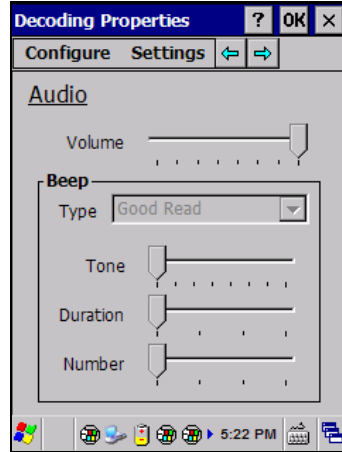 Decoding Properties ? OK ×
Configure Settings
Audio
Volume
Beep
Type Good Read
Tone
Duration
Number
5:22 PM